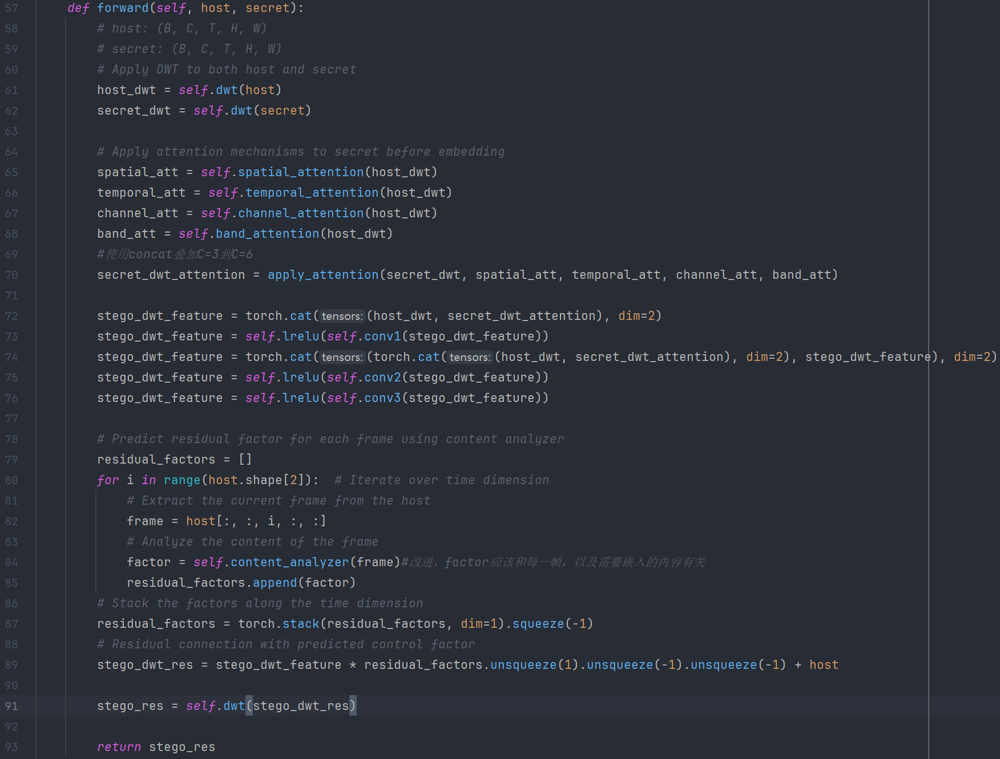 57 def forward(self, host, secret):
58 # host: (B, C, T, H, W)
59 # secret: (B, C, T, H, W)
60 # Apply DWT to both host and secret
61 host_dwt = self.dwt(host)
62 secret_dwt = self.dwt(secret)
63
64 # Apply attention mechanisms to secret before embedding
65 spatial_att = self.spatial_attention(host_dwt)
66 temporal_att = self.temporal_attention(host_dwt)
67 channel_att = self.channel_attention(host_dwt)
68 band_att = self.band_attention(host_dwt)
69 #使用concat叠加C=3到C=6
70 secret_dwt_attention = apply_attention(secret_dwt, spatial_att, temporal_att, channel_att, band_att)
71
72 stego_dwt_feature = torch.cat(tensors:(host_dwt, secret_dwt_attention), dim=2)
73 stego_dwt_feature = self.lrelu(self.conv1(stego_dwt_feature))
74 stego_dwt_feature = torch.cat(tensors:(torch.cat(tensors:(host_dwt, secret_dwt_attention), dim=2), stego_dwt_feature), dim=2)
75 stego_dwt_feature = self.lrelu(self.conv2(stego_dwt_feature))
76 stego_dwt_feature = self.lrelu(self.conv3(stego_dwt_feature))
77
78 # Predict residual factor for each frame using content analyzer
79 residual_factors = []
80 for i in range(host.shape[2]):  # Iterate over time dimension
81 # Extract the current frame from the host
82 frame = host[:, :, i, :, :]
83 # Analyze the content of the frame
84 factor = self.content_analyzer(frame)#改进，factor应该和每一帧，以及需要嵌入的内容有关
85 residual_factors.append(factor)
86 # Stack the factors along the time dimension
87 residual_factors = torch.stack(residual_factors, dim=1).squeeze(-1)
88 # Residual connection with predicted control factor
89 stego_dwt_res = stego_dwt_feature * residual_factors.unsqueeze(1).unsqueeze(-1).unsqueeze(-1) + host
90
91 stego_res = self.dwt(stego_dwt_res)
92
93 return stego_res